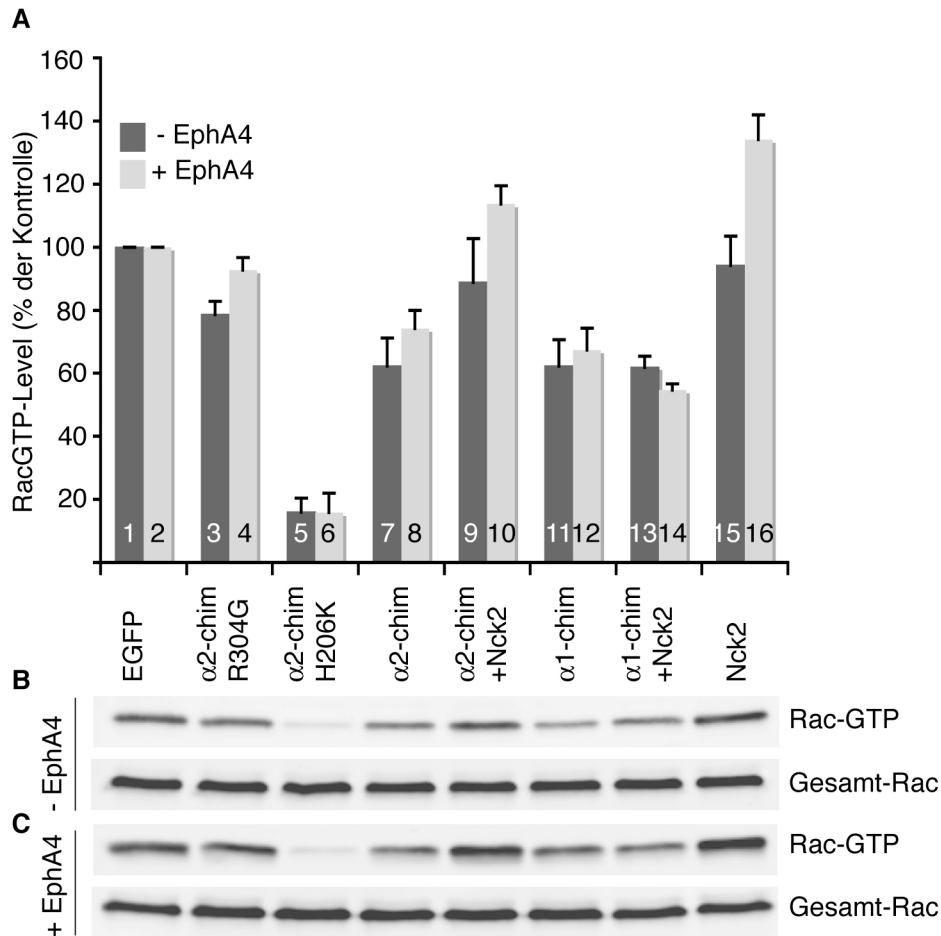 A
RacGTP-Level (% der Kontrolle)
160
140
120
100
80
60
40
20
- EphA4
+ EphA4
1 2 3 4 5 6 7 8 9 10 11 12 13 14 15 16
EGFP
α2-chim
R304G
α2-chim
H206K
α2-chim
α2-chim
+Nck2
α1-chim
α1-chim
+Nck2
Nck2
B
- EphA4
Rac-GTP
Gesamt-Rac
C
+ EphA4
Rac-GTP
Gesamt-Rac